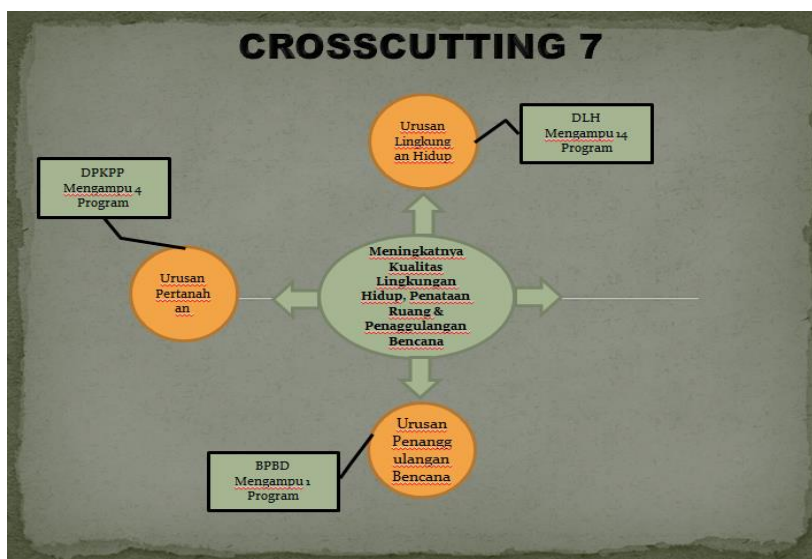 CROSSCUTTING 7
Urusan
Lingkung
an Hidup
DLH
Mengampu 14
Program
DPKPP
Mengampu 4
Program
Urusan
Pertanah
an
Meningkatnya
Kualitas
Lingkungan
Hidup, Penataan
Ruang &
Penaggulangan
Bencana
Urusan
Penangg
ulangan
Bencana
BPBD
Mengampu 1
Program